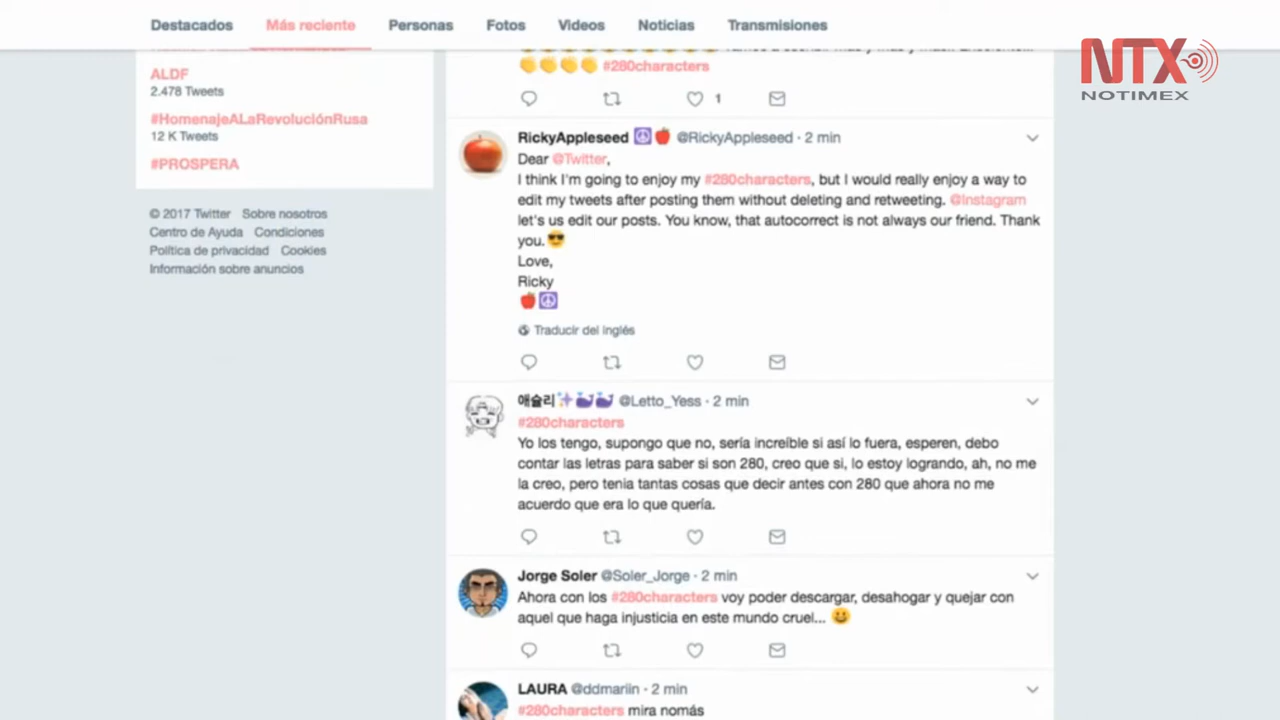 Destacados Más reciente Personas Fotos Videos Noticias Transmisiones
NTX
NOTIMEX
ALDF
2.478 Tweets
#HomenajeALaRevoluciónRusa
12 K Tweets
#PROSPERA
© 2017 Twitter Sobre nosotros
Centro de Ayuda Condiciones
Política de privacidad Cookies
Información sobre anuncios
👏👏👏👏 #280characters
1
RickyAppleseed ☮️🍎 @RickyAppleseed · 2 min
Dear @Twitter,
I think I'm going to enjoy my #280characters, but I would really enjoy a way to
edit my tweets after posting them without deleting and retweeting. @Instagram
let's us edit our posts. You know, that autocorrect is not always our friend. Thank
you.😎
Love,
Ricky
🍎☮️
Traducir del inglés
애슐리✨🐳🐳 @Letto_Yess · 2 min
#280characters
Yo los tengo, supongo que no, sería increíble si así lo fuera, esperen, debo
contar las letras para saber si son 280, creo que si, lo estoy logrando, ah, no me
la creo, pero tenia tantas cosas que decir antes con 280 que ahora no me
acuerdo que era lo que quería.
Jorge Soler @Soler_Jorge · 2 min
Ahora con los #280characters voy poder descargar, desahogar y quejar con
aquel que haga injusticia en este mundo cruel... 😃
LAURA @ddmariin · 2 min
#280characters mira nomás